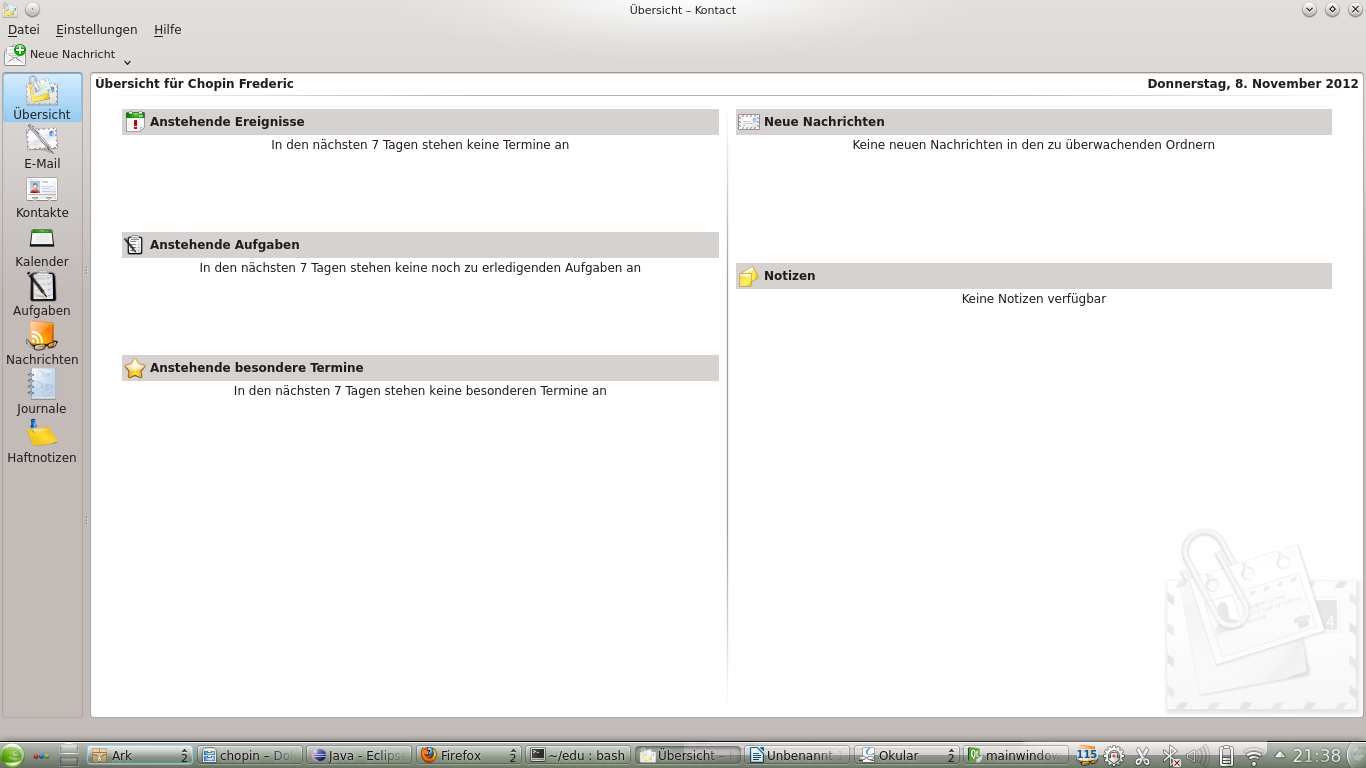 Übersicht – Kontact
Datei Einstellungen Hilfe
Neue Nachricht
Übersicht
E-Mail
Kontakte
Kalender
Aufgaben
Nachrichten
Journale
Haftnotizen
Übersicht für Chopin Frederic Donnerstag, 8. November 2012
Anstehende Ereignisse
In den nächsten 7 Tagen stehen keine Termine an
Anstehende Aufgaben
In den nächsten 7 Tagen stehen keine noch zu erledigenden Aufgaben an
Anstehende besondere Termine
In den nächsten 7 Tagen stehen keine besonderen Termine an
Neue Nachrichten
Keine neuen Nachrichten in den zu überwachenden Ordnern
Notizen
Keine Notizen verfügbar
Ark 2 chopin – Dol Java - Eclips Firefox 2 ~/edu : bash Übersicht – Unbenannt Okular 2 mainwindow 115 21:38